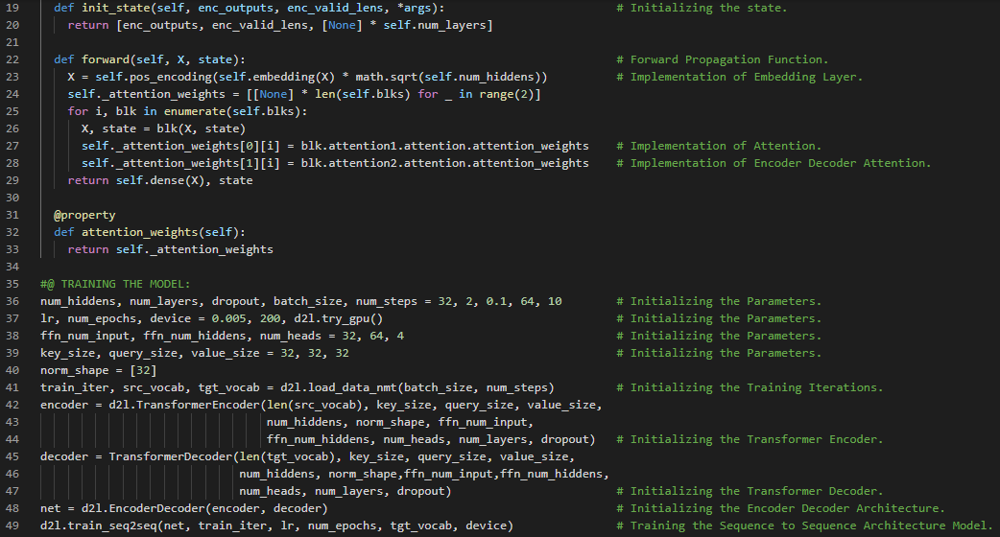 19 def init_state(self, enc_outputs, enc_valid_lens, *args): # Initializing the state.
20 return [enc_outputs, enc_valid_lens, [None] * self.num_layers]
21
22 def forward(self, X, state): # Forward Propagation Function.
23 X = self.pos_encoding(self.embedding(X) * math.sqrt(self.num_hiddens)) # Implementation of Embedding Layer.
24 self._attention_weights = [[None] * len(self.blks) for _ in range(2)]
25 for i, blk in enumerate(self.blks):
26 X, state = blk(X, state)
27 self._attention_weights[0][i] = blk.attention1.attention.attention_weights # Implementation of Attention.
28 self._attention_weights[1][i] = blk.attention2.attention.attention_weights # Implementation of Encoder Decoder Attention.
29 return self.dense(X), state
30
31 @property
32 def attention_weights(self):
33 return self._attention_weights
34
35 #@ TRAINING THE MODEL:
36 num_hiddens, num_layers, dropout, batch_size, num_steps = 32, 2, 0.1, 64, 10 # Initializing the Parameters.
37 lr, num_epochs, device = 0.005, 200, d2l.try_gpu() # Initializing the Parameters.
38 ffn_num_input, ffn_num_hiddens, num_heads = 32, 64, 4 # Initializing the Parameters.
39 key_size, query_size, value_size = 32, 32, 32 # Initializing the Parameters.
40 norm_shape = [32]
41 train_iter, src_vocab, tgt_vocab = d2l.load_data_nmt(batch_size, num_steps) # Initializing the Training Iterations.
42 encoder = d2l.TransformerEncoder(len(src_vocab), key_size, query_size, value_size,
43 num_hiddens, norm_shape, ffn_num_input,
44 ffn_num_hiddens, num_heads, num_layers, dropout) # Initializing the Transformer Encoder.
45 decoder = TransformerDecoder(len(tgt_vocab), key_size, query_size, value_size,
46 num_hiddens, norm_shape,ffn_num_input,ffn_num_hiddens,
47 num_heads, num_layers, dropout) # Initializing the Transformer Decoder.
48 net = d2l.EncoderDecoder(encoder, decoder) # Initializing the Encoder Decoder Architecture.
49 d2l.train_seq2seq(net, train_iter, lr, num_epochs, tgt_vocab, device) # Training the Sequence to Sequence Architecture Model.